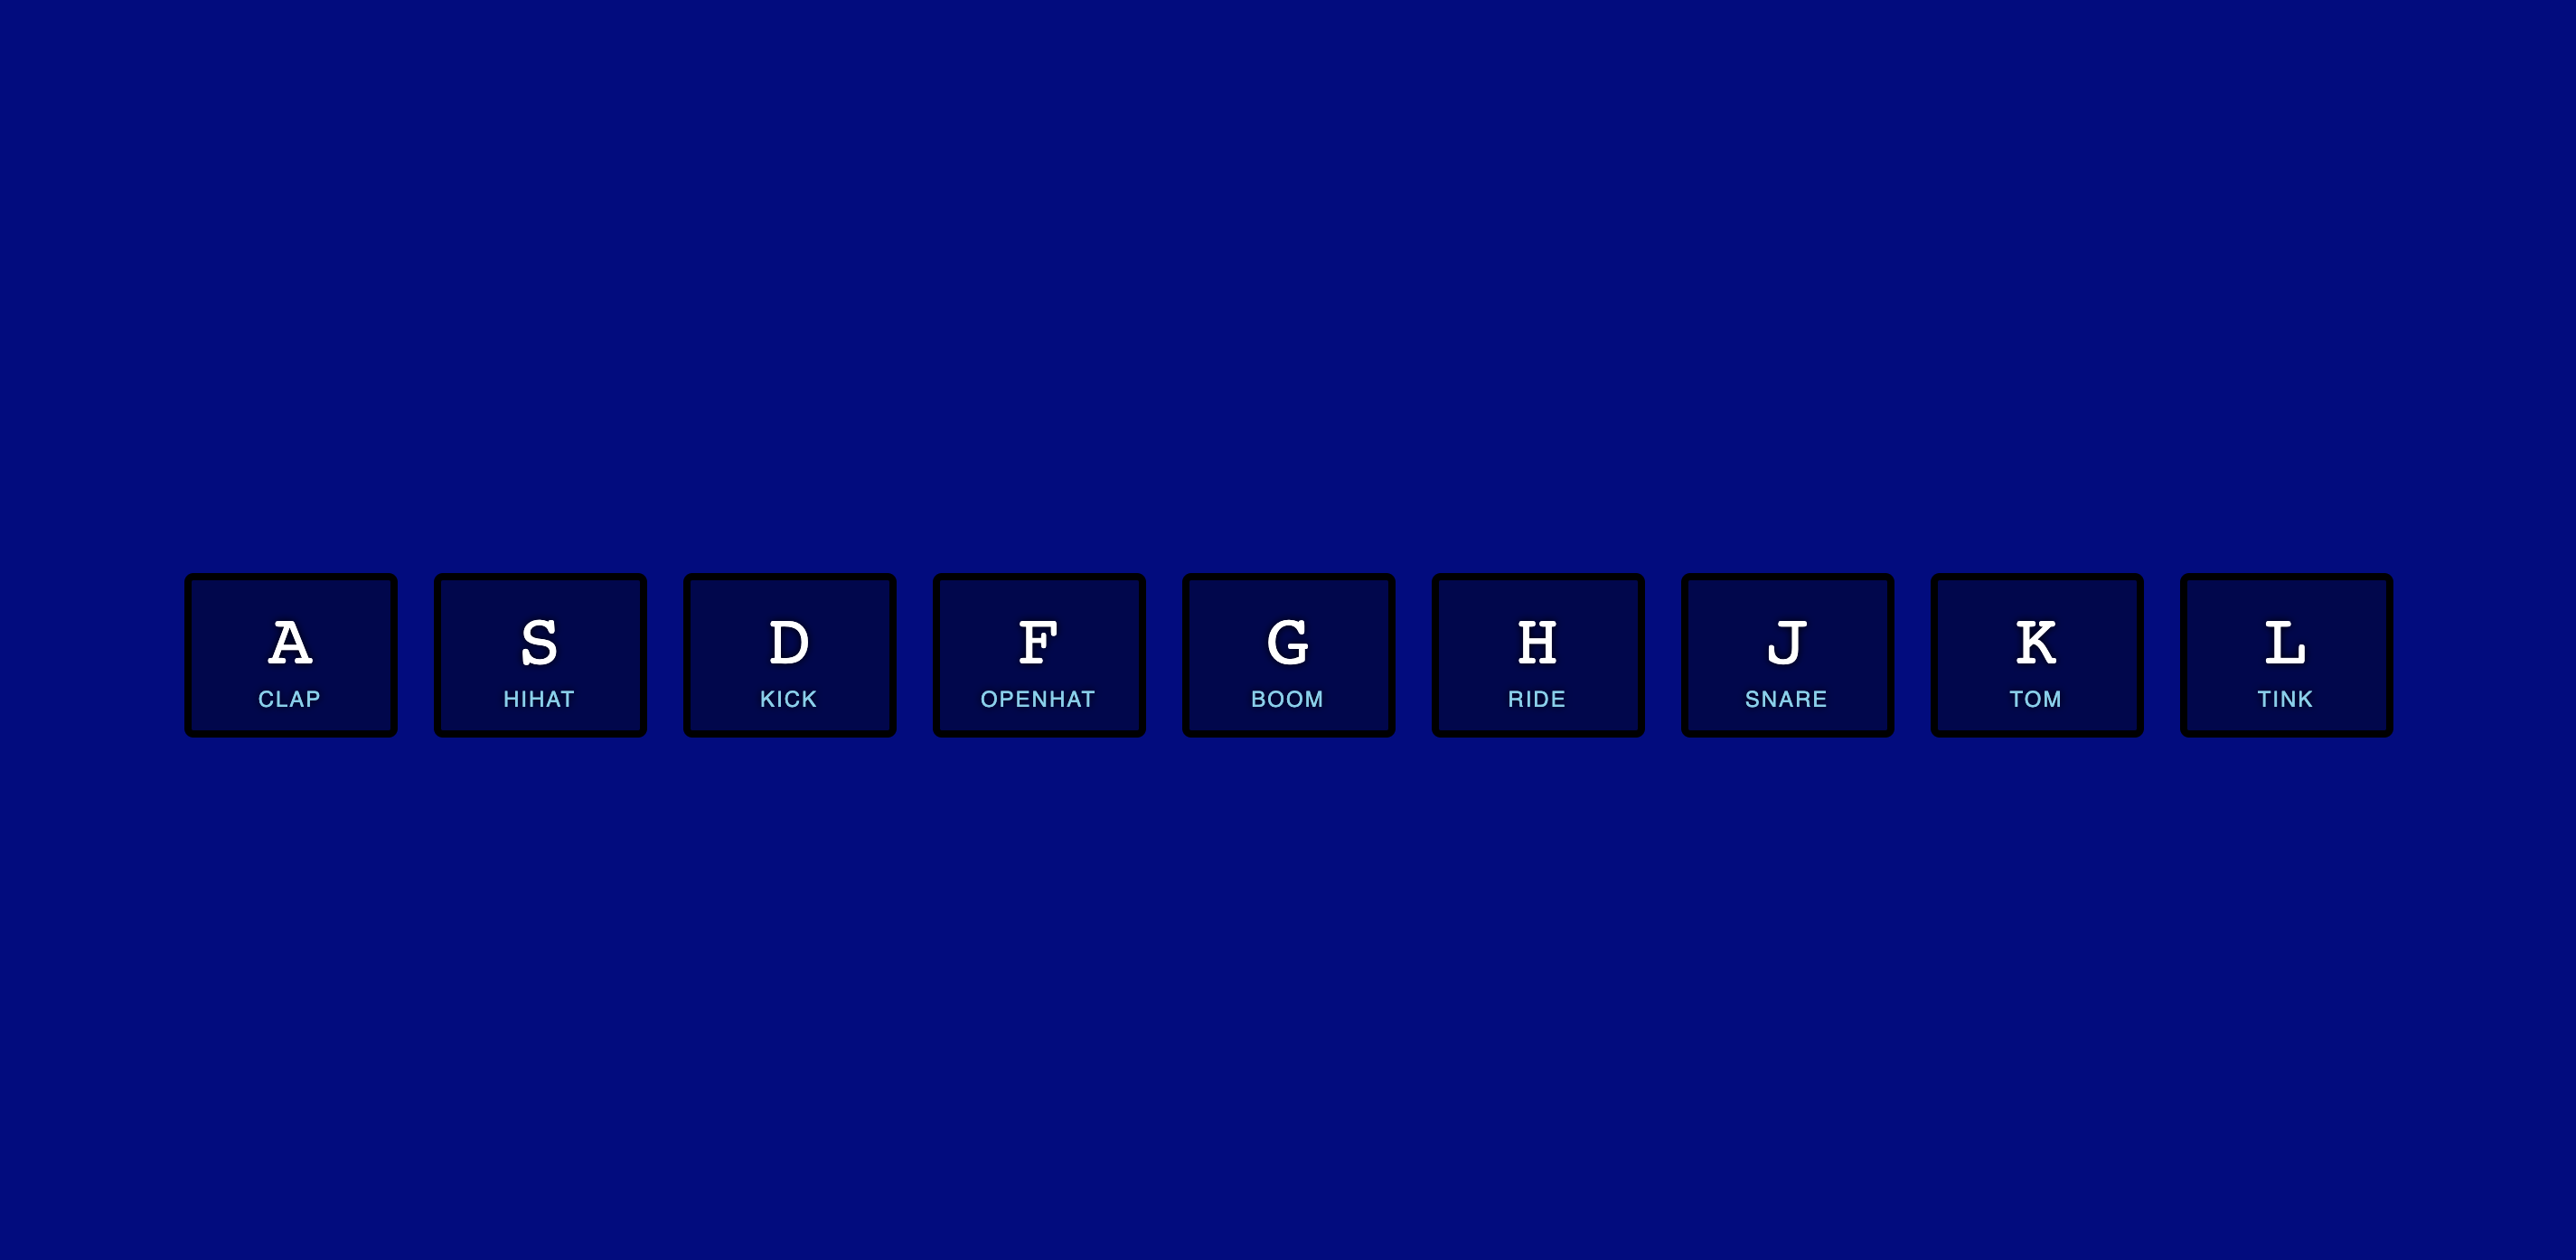 A S D F G H J K L
CLAP HIHAT KICK OPENHAT BOOM RIDE SNARE TOM TINK